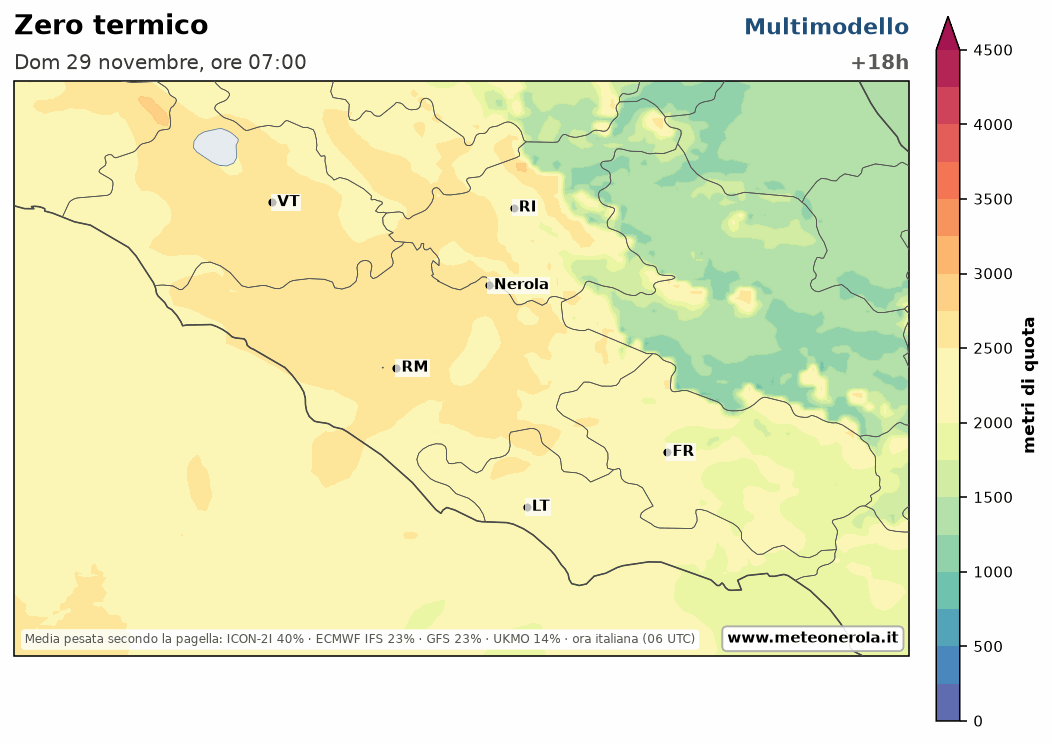 Zero termico
Multimodello
Dom 29 novembre, ore 07:00
+18h
VT
RI
Nerola
RM
FR
LT
Media pesata secondo la pagella: ICON-2I 40% · ECMWF IFS 23% · GFS 23% · UKMO 14% · ora italiana (06 UTC)
www.meteonerola.it
4500
4000
3500
3000
2500
2000
1500
1000
500
0
metri di quota